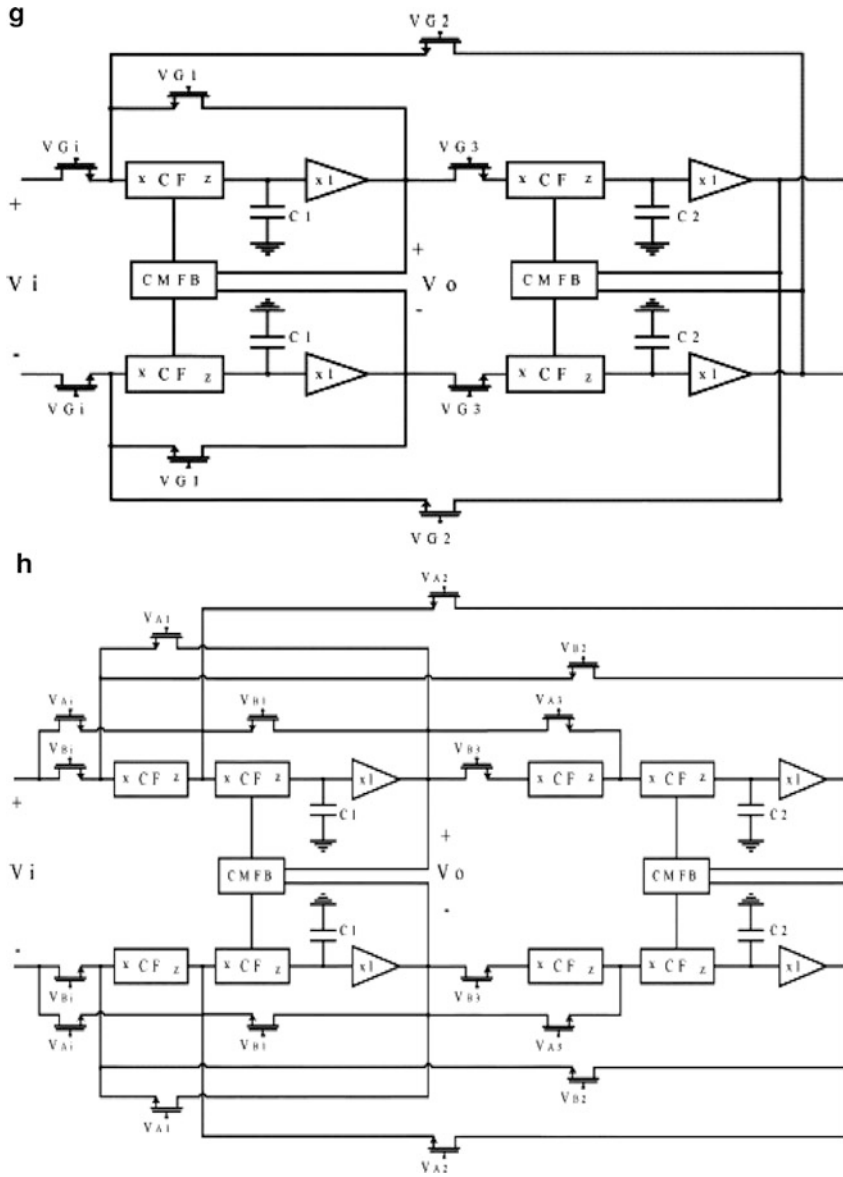 g
VG2
VG1
VGi VG3
x CF z x1 x CF z x1
C1 C2
+ +
Vi CMFB Vo CMFB
- -
C1 C2
x CF z x1 x CF z x1
VGi VG3
VG1
VG2
h
VA2
VA1
VB2
VAi VB1 VA3
VBi VB3
x CF z x CF z x1 x CF z x CF z x1
+ C1 C2
+
Vi CMFB Vo CMFB
-
- C1 C2
x CF z x CF z x1 x CF z x CF z x1
VBi VB3
VAi VB1 VA3
VB2
VA1
VA2